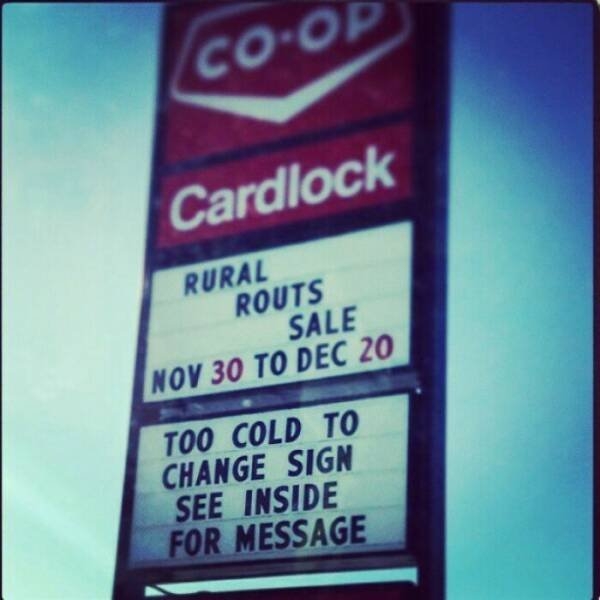 CO-OP
Cardlock
RURAL
ROUTS
SALE
NOV 30 TO DEC 20
TOO COLD TO
CHANGE SIGN
SEE INSIDE
FOR MESSAGE